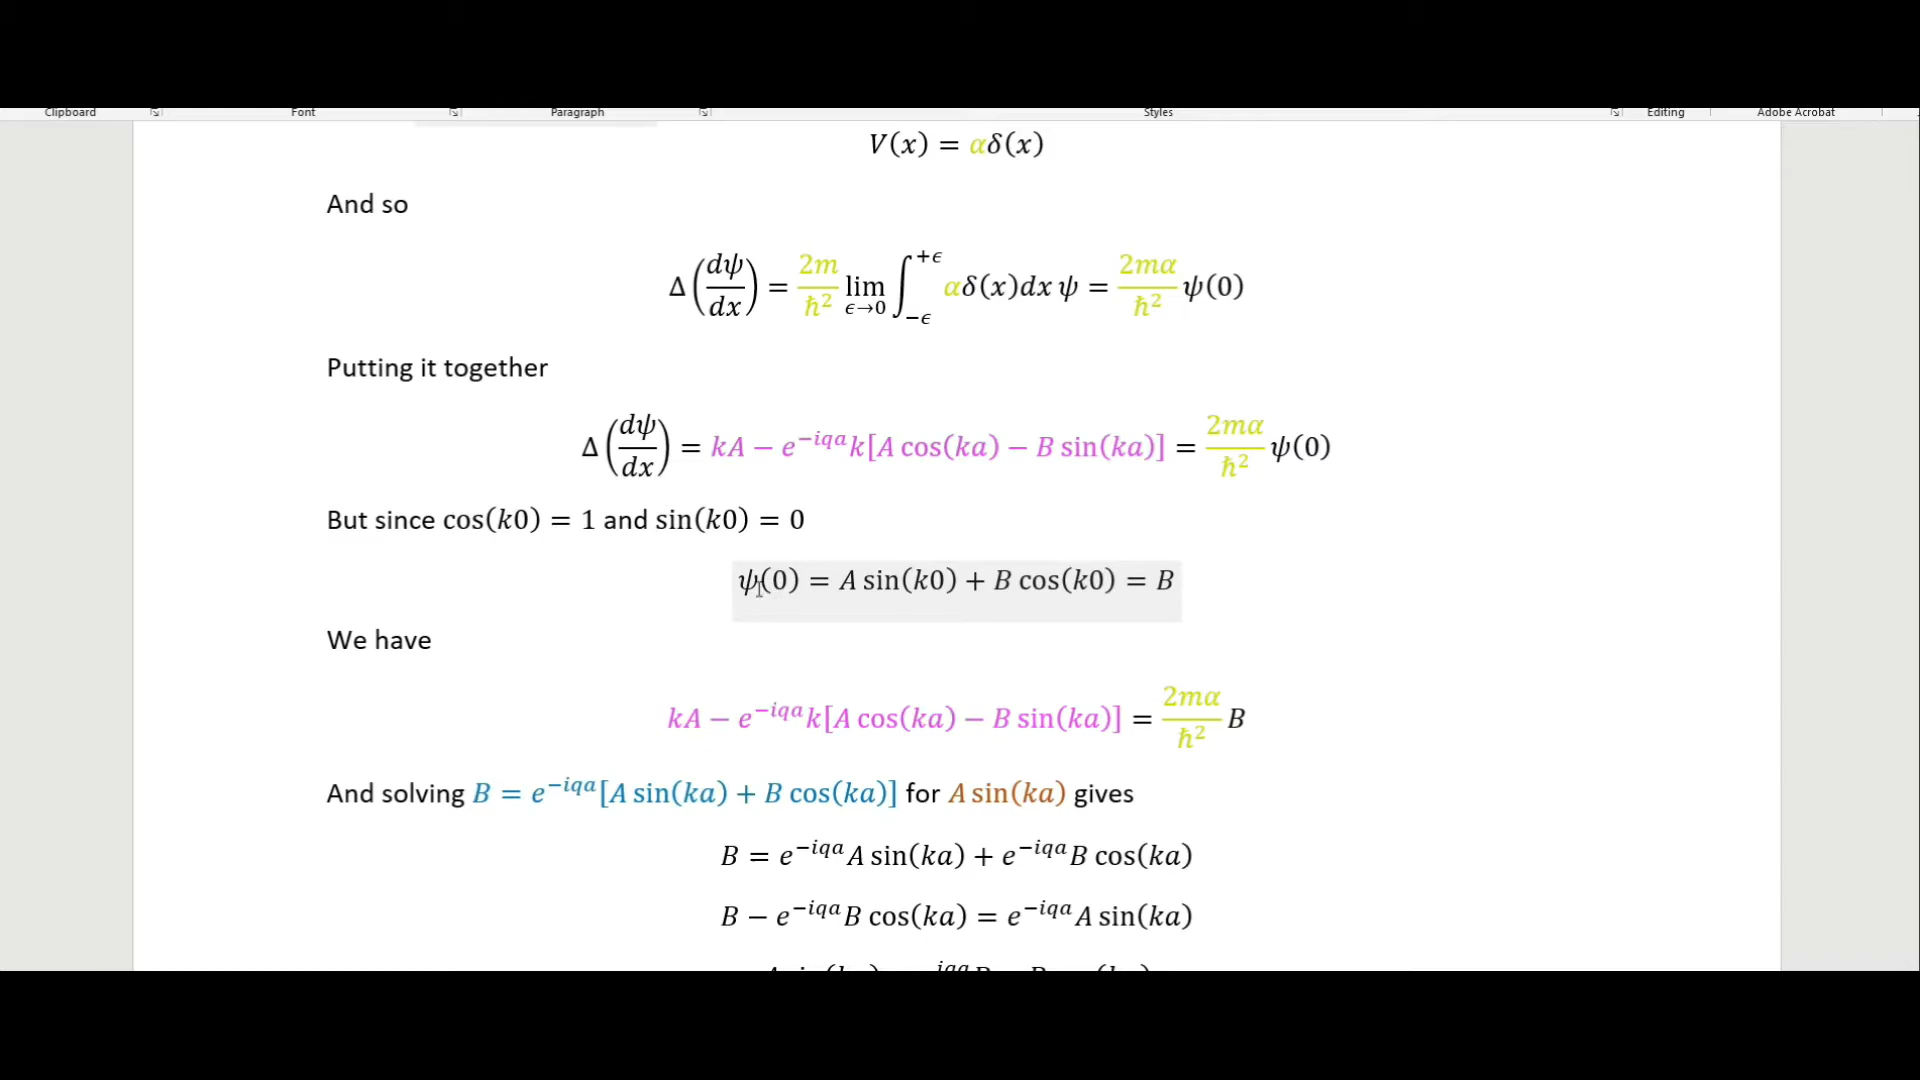 Clipboard Font Paragraph Styles Editing Adobe Acrobat
V(x) = αδ(x)
And so
Δ(dψ/dx) = 2m/ħ² lim ϵ→0 ∫₋ϵ⁺ϵ αδ(x)dx ψ = 2mα/ħ² ψ(0)
Putting it together
Δ(dψ/dx) = kA − e^−iqa k[A cos(ka) − B sin(ka)] = 2mα/ħ² ψ(0)
But since cos(k0) = 1 and sin(k0) = 0
ψ(0) = A sin(k0) + B cos(k0) = B
We have
kA − e^−iqa k[A cos(ka) − B sin(ka)] = 2mα/ħ² B
And solving B = e^−iqa[A sin(ka) + B cos(ka)] for A sin(ka) gives
B = e^−iqa A sin(ka) + e^−iqa B cos(ka)
B − e^−iqa B cos(ka) = e^−iqa A sin(ka)